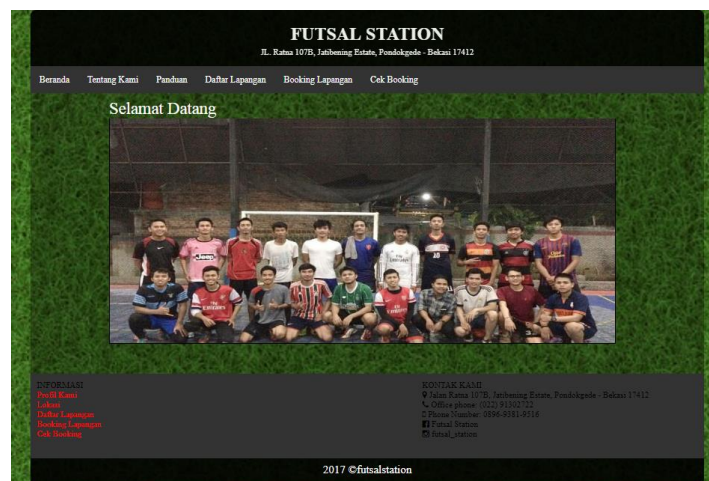 FUTSAL STATION
JL. Ratna 107B, Jatibening Estate, Pondokgede - Bekasi 17412
Beranda Tentang Kami Panduan Daftar Lapangan Booking Lapangan Cek Booking
Selamat Datang
INFORMASI
Profil Kami
Lokasi
Daftar Lapangan
Booking Lapangan
Cek Booking
KONTAK KAMI
Jalan Ratna 107B, Jatibening Estate, Pondokgede - Bekasi 17412
Office phone: (022) 91302722
Phone Number: 0896-9361-9516
Futsal Station
futsal_station
2017 ©futsalstation